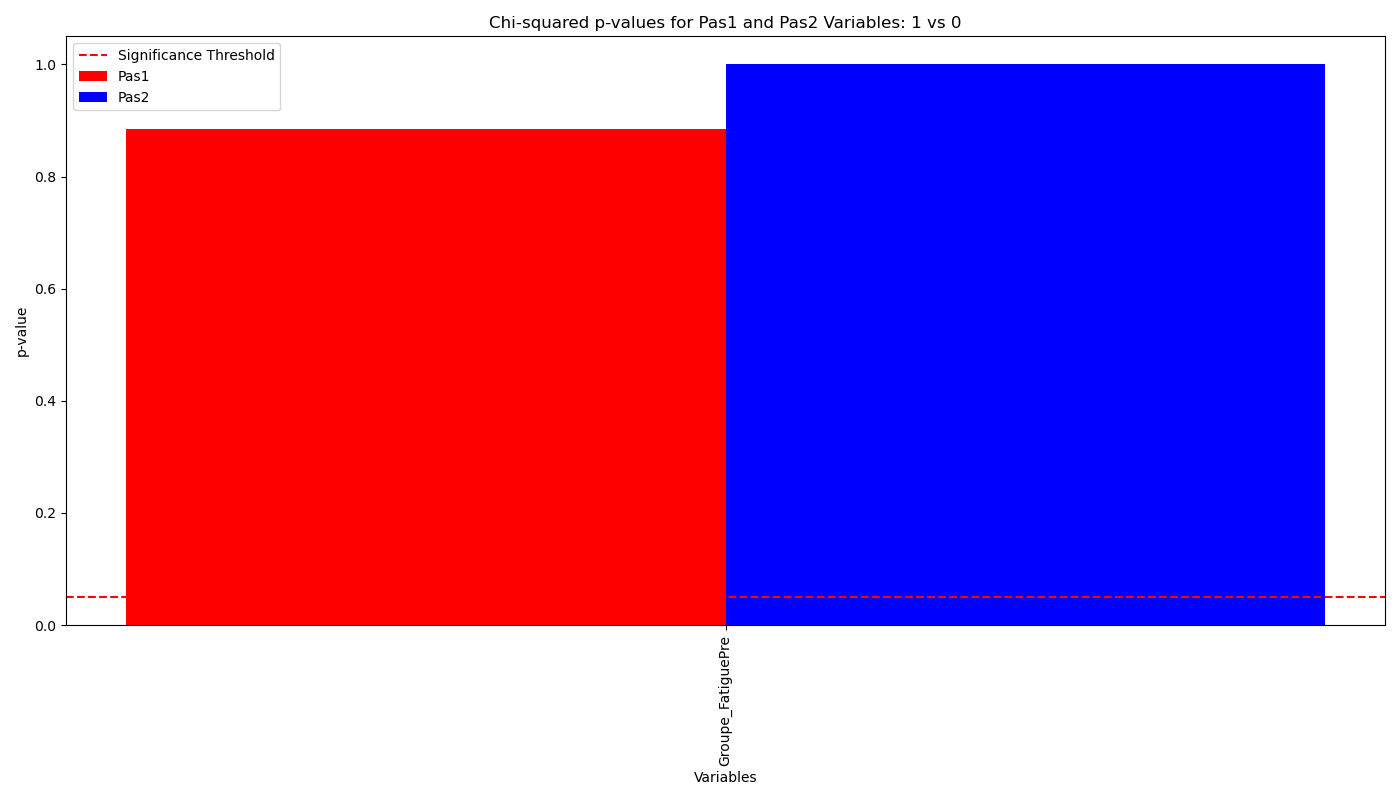 Chi-squared p-values for Pas1 and Pas2 Variables: 1 vs 0
Significance Threshold
Pas1
Pas2
1.0
0.8
0.6
0.4
0.2
0.0
p-value
Groupe_FatiguePre
Variables